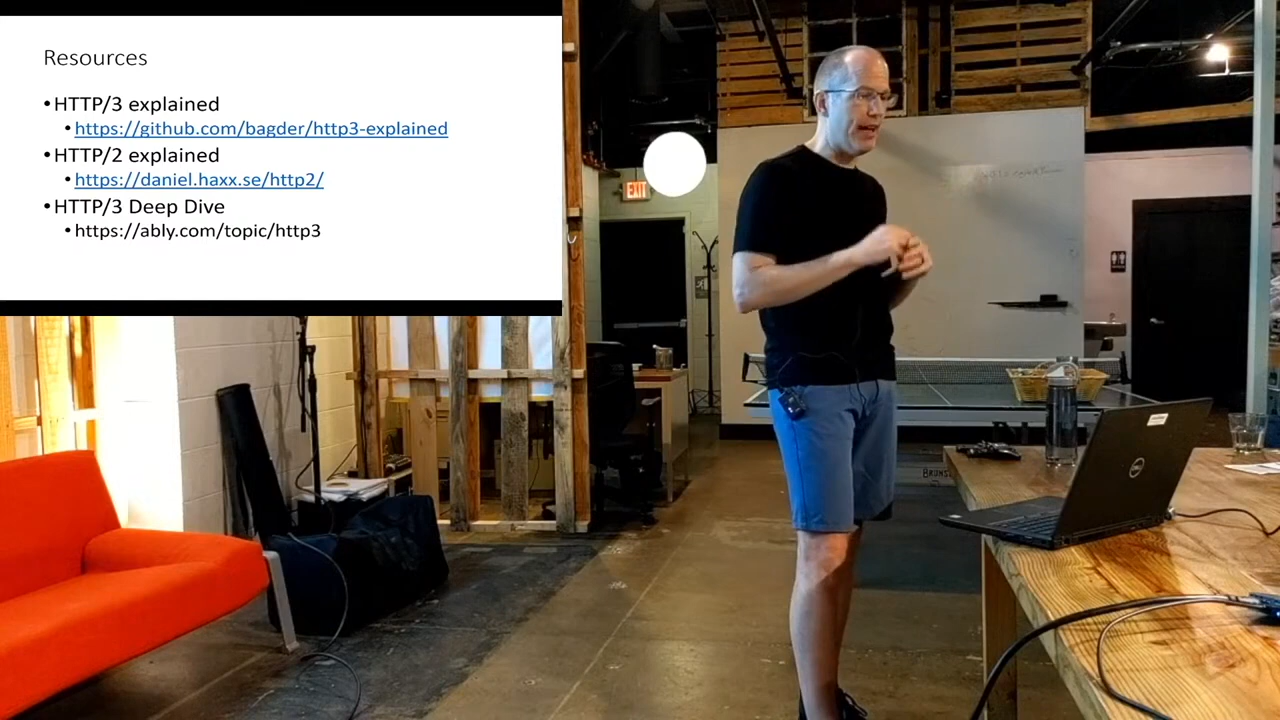 Resources
•HTTP/3 explained
•https://github.com/bagder/http3-explained
•HTTP/2 explained
•https://daniel.haxx.se/http2/
•HTTP/3 Deep Dive
•https://ably.com/topic/http3
EXIT
DELL